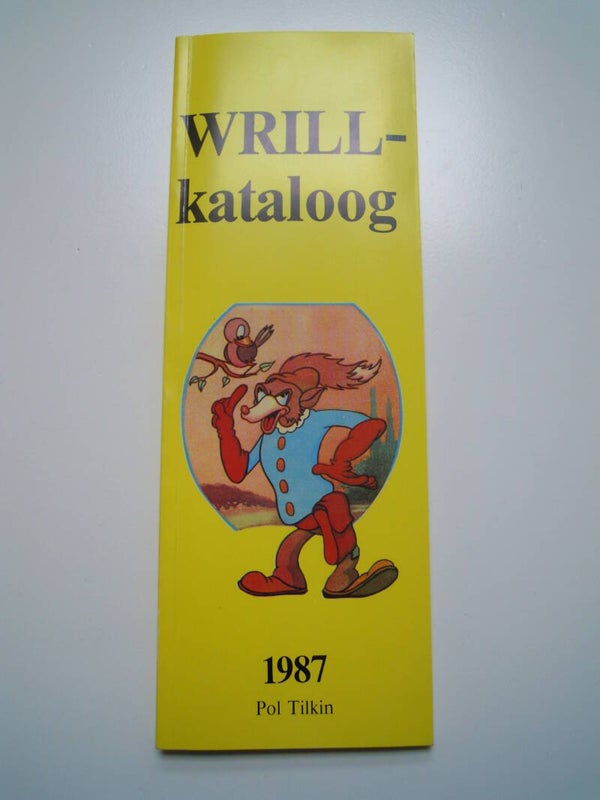 WRILL-
kataloog
1987
Pol Tilkin